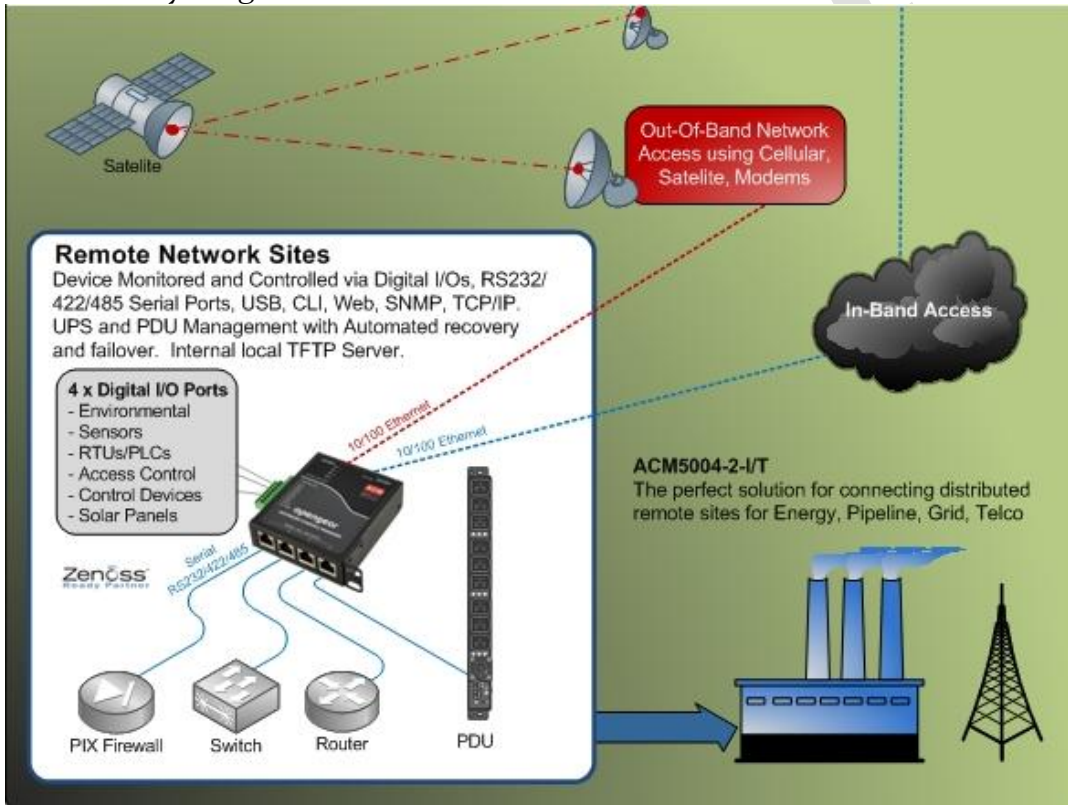 Satelite
Out-Of-Band Network
Access using Cellular,
Satelite, Modems
In-Band Access
Remote Network Sites
Device Monitored and Controlled via Digital I/Os, RS232/
422/485 Serial Ports, USB, CLI, Web, SNMP, TCP/IP.
UPS and PDU Management with Automated recovery
and failover. Internal local TFTP Server.
4 x Digital I/O Ports
- Environmental
- Sensors
- RTUs/PLCs
- Access Control
- Control Devices
- Solar Panels
10/100 Ethernet
10/100 Ethernet
opengear
Serial
RS232/422/485
Zenoss
Ready Partner
PIX Firewall
Switch
Router
PDU
ACM5004-2-I/T
The perfect solution for connecting distributed
remote sites for Energy, Pipeline, Grid, Telco